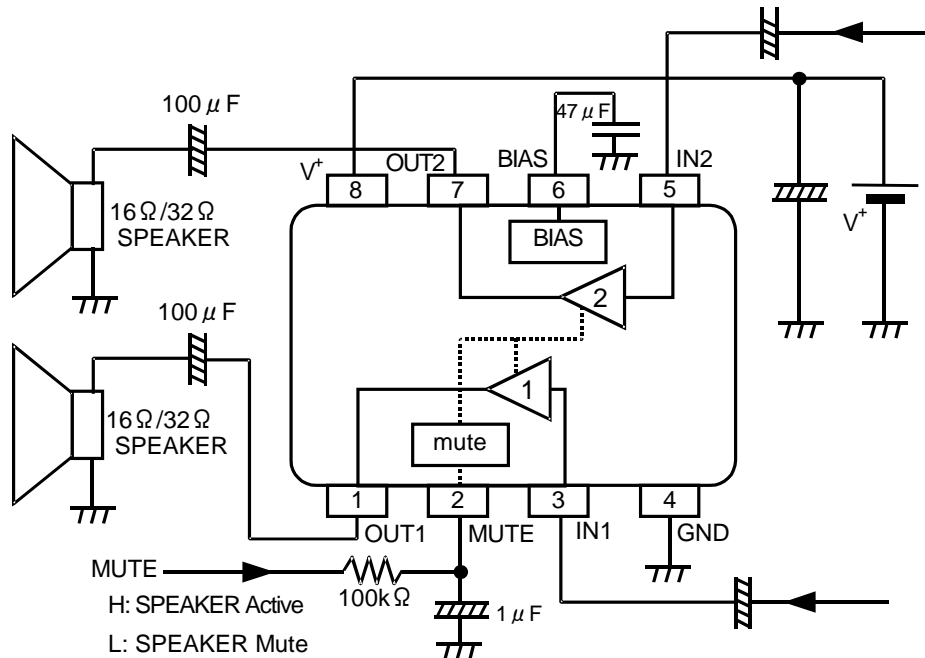 100μF
47μF
V⁺
OUT2
BIAS
IN2
8
7
6
5
16Ω/32Ω
SPEAKER
BIAS
V⁺
2
100μF
1
16Ω/32Ω
SPEAKER
mute
1
2
3
4
OUT1
MUTE
IN1
GND
MUTE
100kΩ
H: SPEAKER Active
1μF
L: SPEAKER Mute